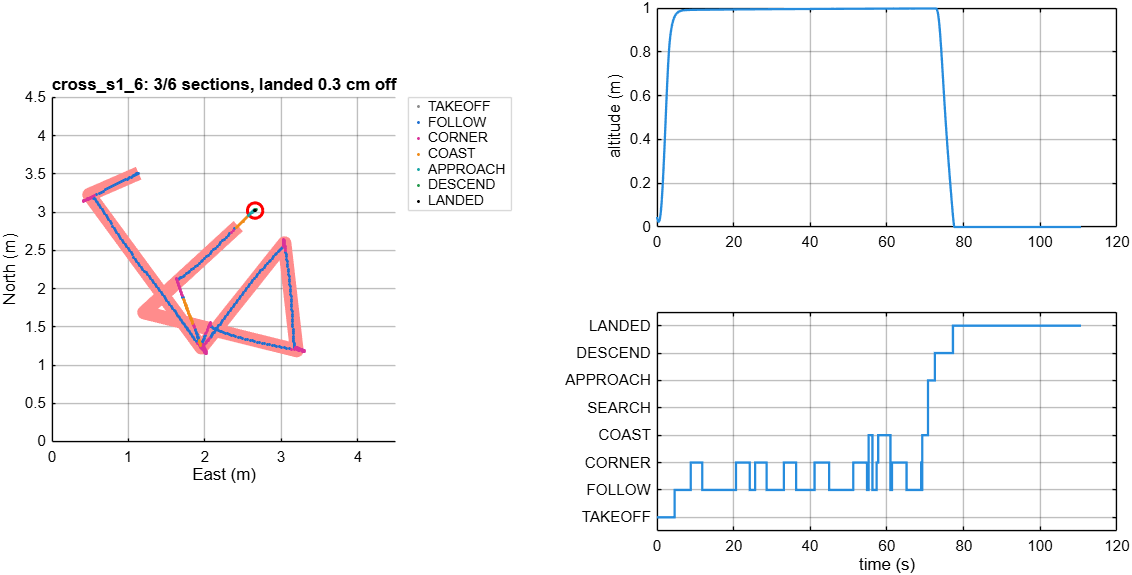 cross_s1_6: 3/6 sections, landed 0.3 cm off
4.5
4
3.5
3
2.5
2
1.5
1
0.5
0
North (m)
0
1
2
3
4
East (m)
TAKEOFF
FOLLOW
CORNER
COAST
APPROACH
DESCEND
LANDED
1
0.8
0.6
0.4
0.2
0
altitude (m)
0
20
40
60
80
100
120
LANDED
DESCEND
APPROACH
SEARCH
COAST
CORNER
FOLLOW
TAKEOFF
0
20
40
60
80
100
120
time (s)